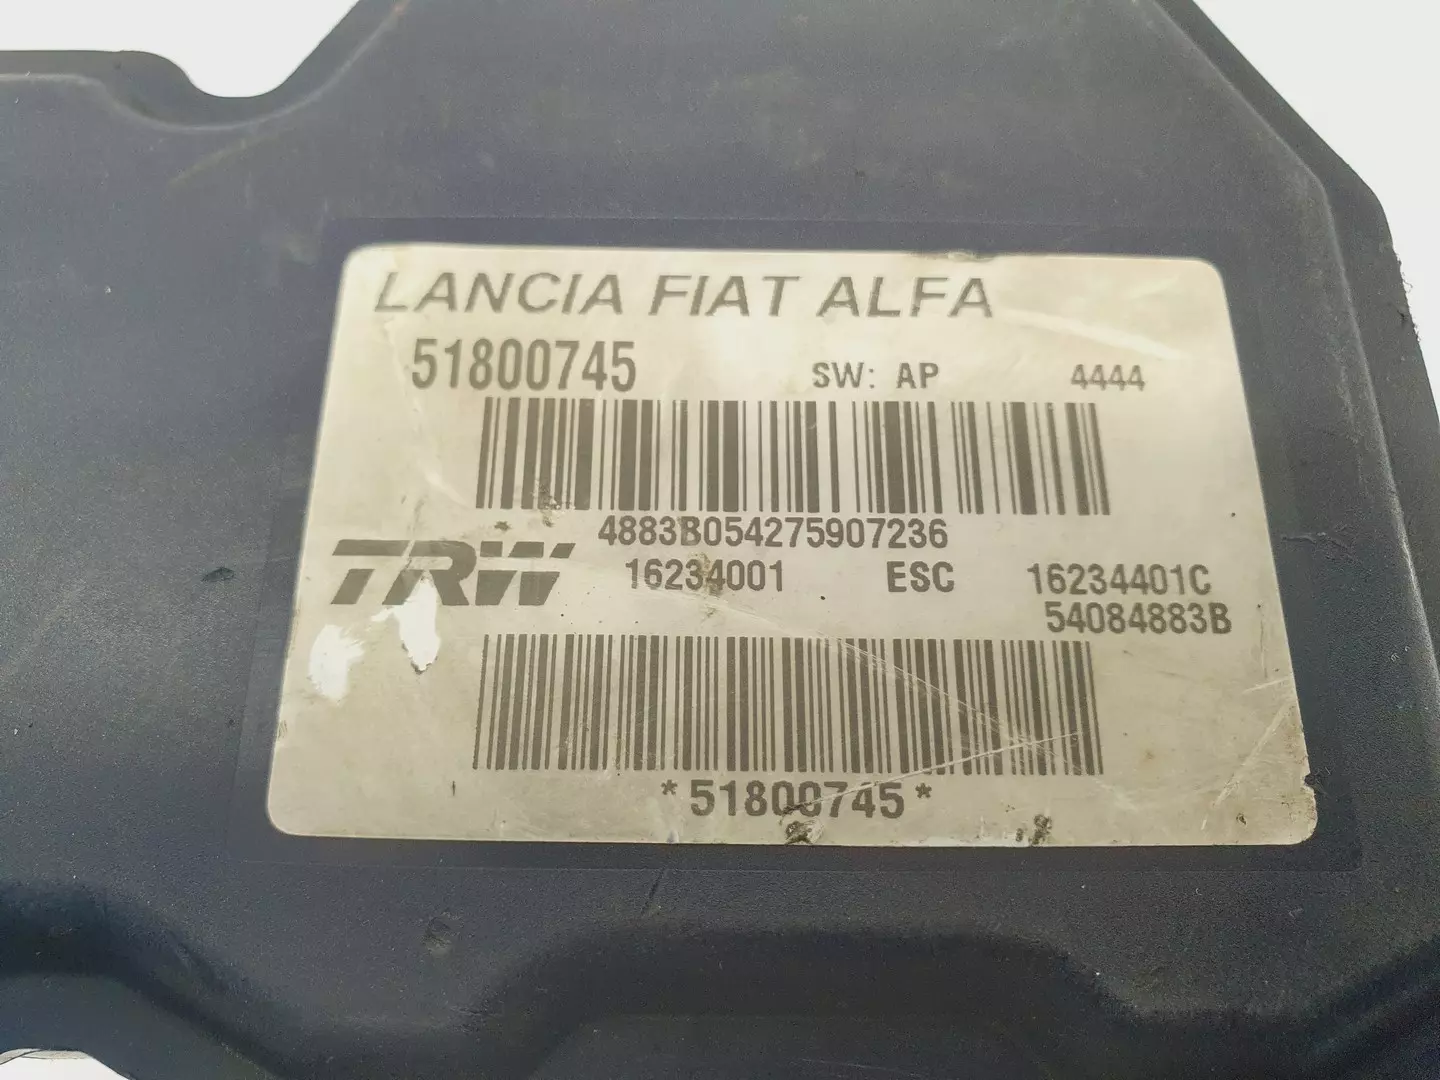 LANCIA FIAT ALFA
51800745 SW: AP 4444
4883B054275907236
TRW 16234001 ESC 16234401C
54084883B
*51800745*